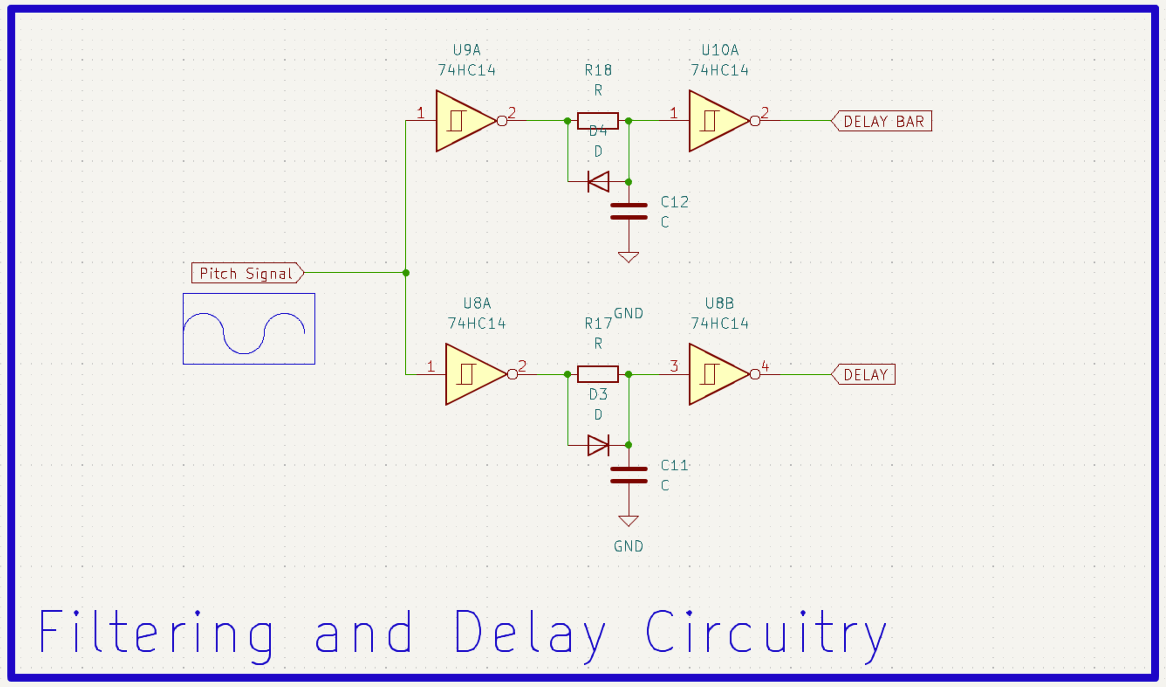 U9A
74HC14
1
2
R18
R
D4
D
U10A
74HC14
1
2
DELAY BAR
C12
C
GND
Pitch Signal
U8A
74HC14
1
2
R17
R
D3
D
U8B
74HC14
3
4
DELAY
C11
C
GND
Filtering and Delay Circuitry